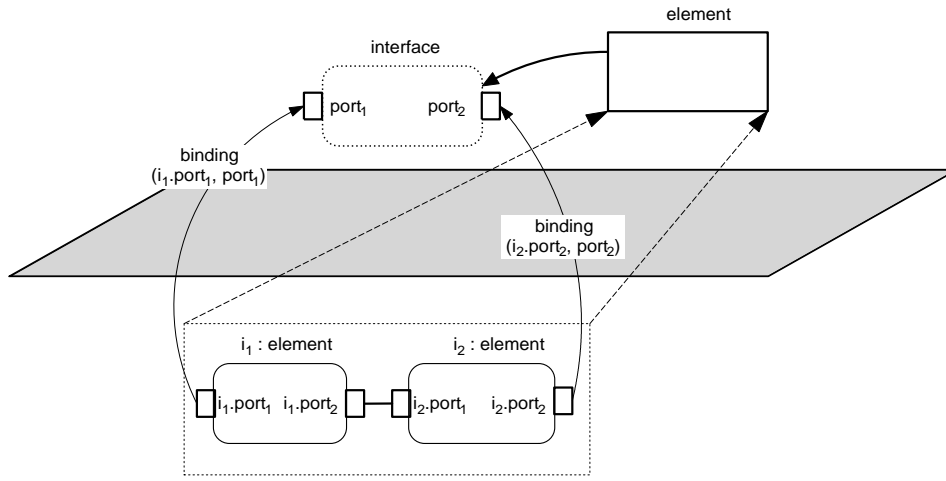 element
interface
port₁ port₂
binding
(i₁.port₁, port₁)
binding
(i₂.port₂, port₂)
i₁ : element i₂ : element
i₁.port₁ i₁.port₂ i₂.port₁ i₂.port₂